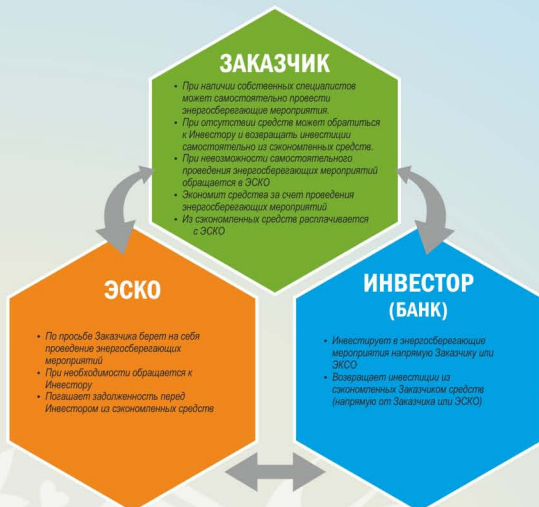 ЗАКАЗЧИК
• При наличии собственных специалистов
может самостоятельно провести
энергосберегающие мероприятия.
• При отсутствии средств может обратиться
к Инвестору и возвращать инвестиции
самостоятельно из сэкономленных средств.
• При невозможности самостоятельного
проведения энергосберегающих мероприятий
обращается в ЭСКО
• Экономит средства за счет проведения
энергосберегающих мероприятий
• Из сэкономленных средств расплачивается
с ЭСКО
ЭСКО
• По просьбе Заказчика берет на себя
проведение энергосберегающих
мероприятий
• При необходимости обращается к
Инвестору
• Погашает задолженность перед
Инвестором из сэкономленных средств
ИНВЕСТОР
(БАНК)
• Инвестирует в энергосберегающие
мероприятия напрямую Заказчику или
ЭКСО
• Возвращает инвестиции из
сэкономленных Заказчиком средств
(напрямую от Заказчика или ЭСКО)